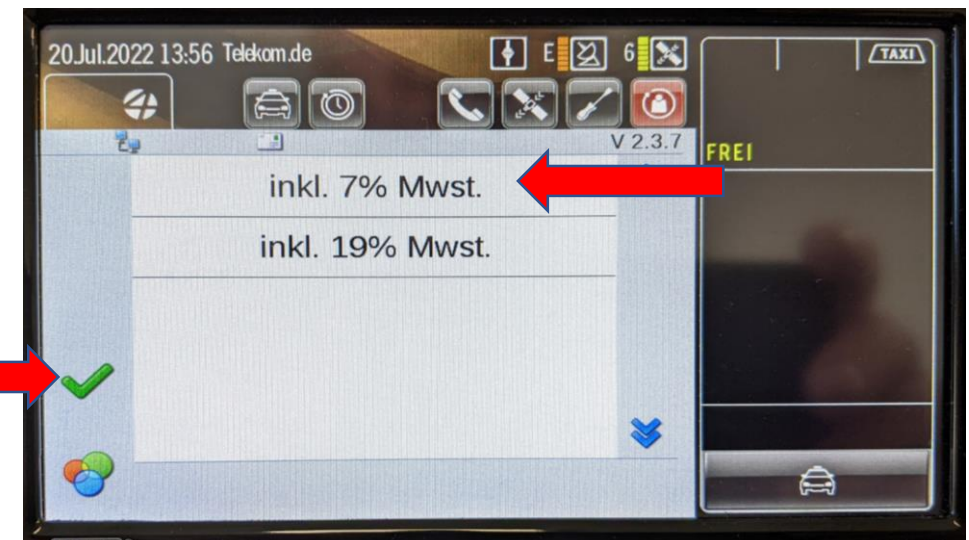 20.Jul.2022 13:56 Telekom.de E 6 TAXI
V 2.3.7
FREI
inkl. 7% Mwst.
inkl. 19% Mwst.